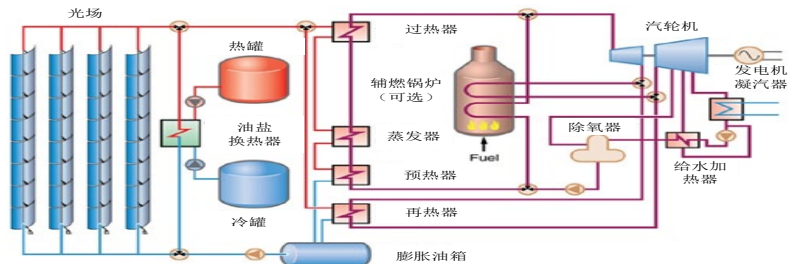 光场
热罐
油盐
换热器
冷罐
过热器
辅燃锅炉
（可选）
Fuel
蒸发器
预热器
再热器
膨胀油箱
除氧器
汽轮机
发电机
凝汽器
给水加
热器